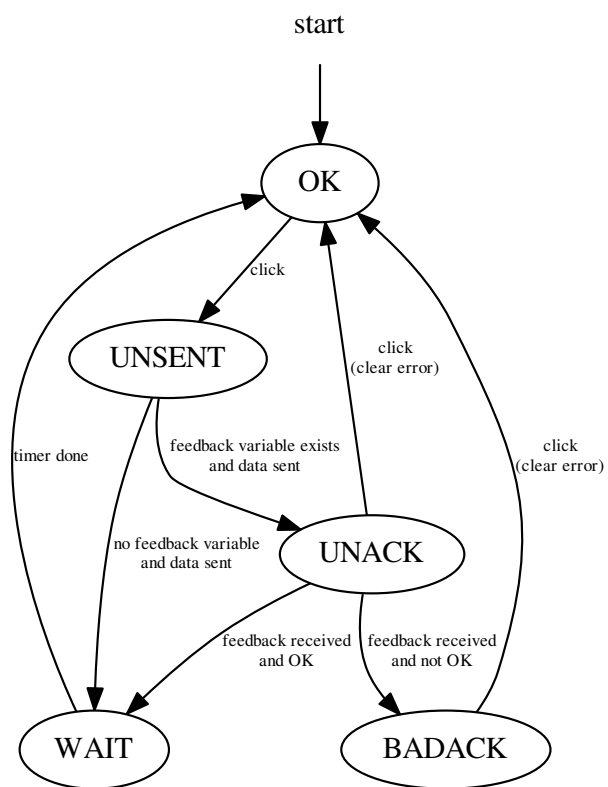 start
OK
click
UNSENT
click
(clear error)
feedback variable exists
and data sent
click
(clear error)
timer done
no feedback variable
and data sent
UNACK
feedback received
and OK
feedback received
and not OK
WAIT
BADACK